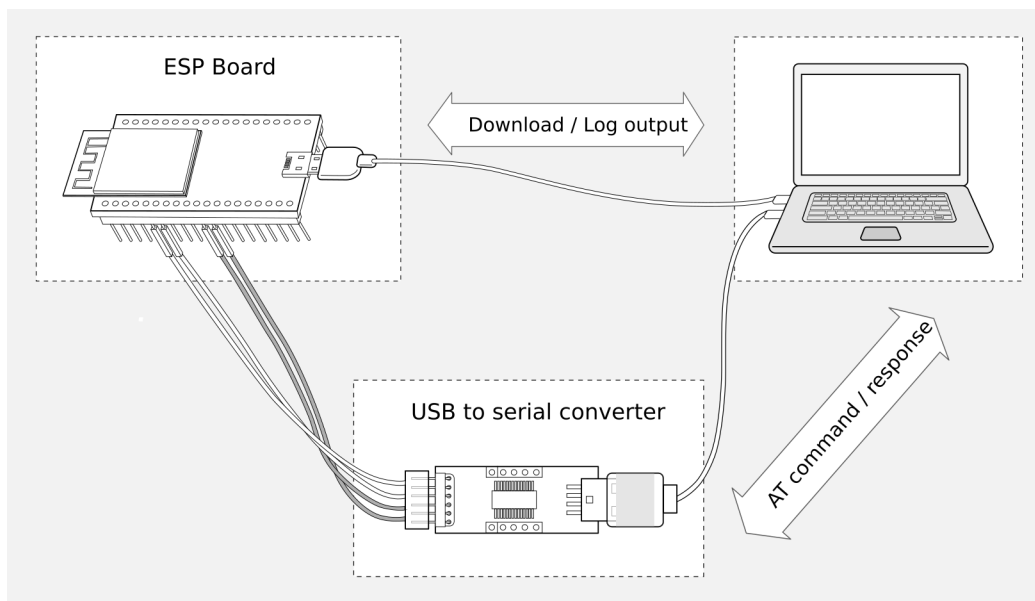 ESP Board
Download / Log output
USB to serial converter
AT command / response